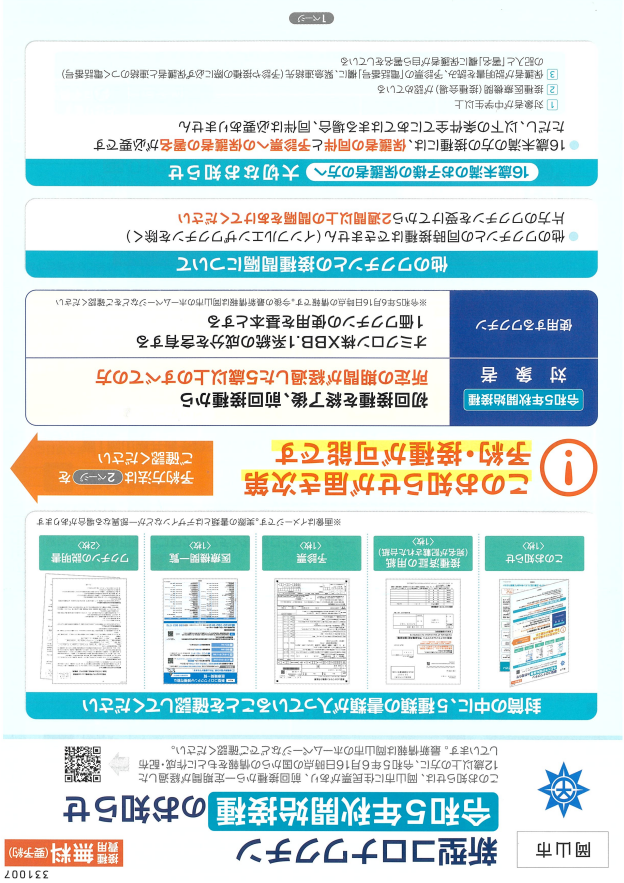 331007
岡山市
新型コロナワクチン
接種費用 無料(要予約)
令和5年秋開始接種 のお知らせ
このお知らせは、岡山市に住民票があり、前回接種から一定期間が経過した
12歳以上の方に、令和5年6月16日時点の国からの情報をもとに作成・配布
しています。最新情報は岡山市のホームページなどをご確認ください。
封筒の中に、5種類の書類が入っていることを確認してください
このお知らせ
〈1枚〉
接種済証の用紙
(宛名が記載された台紙)
〈1枚〉
予診票
〈1枚〉
医療機関一覧
〈1枚〉
ワクチンの説明書
〈2枚〉
※画像はイメージです。実際の書類とはデザインなどが一部異なる場合があります
このお知らせが届き次第
予約・接種が可能です
予約方法は 2ページ を
ご確認ください
令和5年秋開始接種
対象者
初回接種を終了後、前回接種から
所定の期間が経過した5歳以上のすべての方
使用するワクチン
オミクロン株XBB.1系統の成分を含有する
1価ワクチンの使用を基本とする
※令和5年6月16日時点の情報です。今後の最新情報は岡山市のホームページなどをご確認ください
他のワクチンとの接種間隔について
●他のワクチンとの同時接種はできません(インフルエンザワクチンを除く)
片方のワクチンを受けてから2週間以上の間隔をあけてください
16歳未満のお子様の保護者の方へ 大切なお知らせ
●16歳未満の方の接種には、保護者の同伴と予診票への保護者の署名が必要です
ただし、以下の条件全てにあてはまる場合、同伴は必要ありません
1 対象者が中学生以上
2 接種医療機関(接種会場)が認めている
3 保護者が説明書を読み、予診票の「電話番号」欄に、緊急連絡先(予診や接種の際に必ず保護者と連絡のつく電話番号)
の記入と「署名」欄に保護者が自ら署名をしている
1ページ